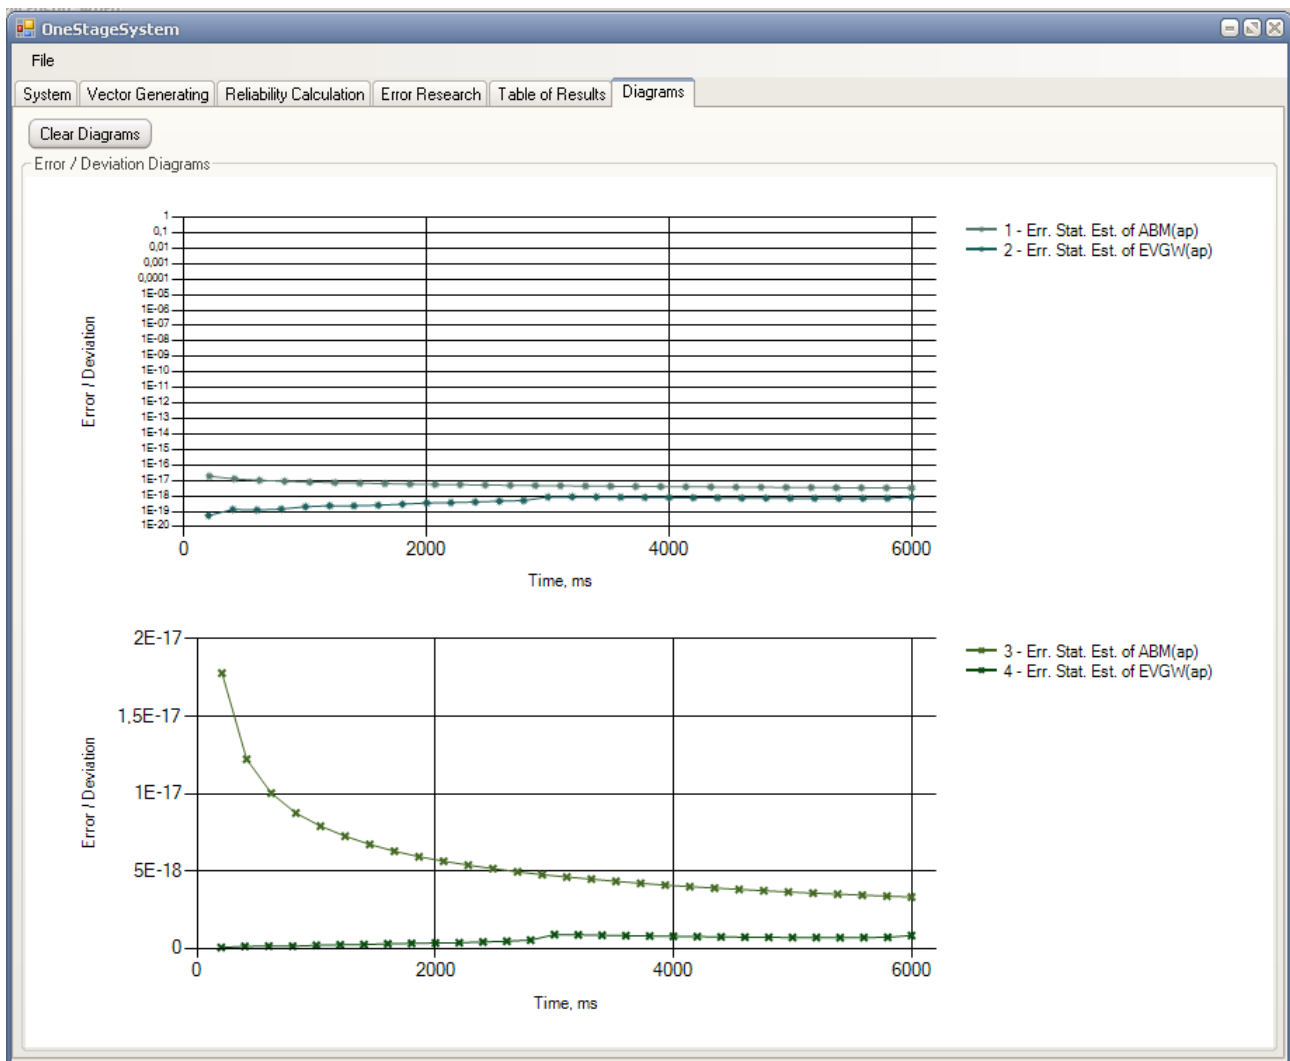 OneStageSystem
File
System Vector Generating Reliability Calculation Error Research Table of Results Diagrams
Clear Diagrams
Error / Deviation Diagrams
1
0,1
0,01
0,001
0,0001
1E-05
1E-06
1E-07
1E-08
1E-09
1E-10
1E-11
1E-12
1E-13
1E-14
1E-15
1E-16
1E-17
1E-18
1E-19
1E-20
Error / Deviation
0 2000 4000 6000
Time, ms
1 - Err. Stat. Est. of ABM(ap)
2 - Err. Stat. Est. of EVGW(ap)
2E-17
1,5E-17
1E-17
5E-18
0
Error / Deviation
0 2000 4000 6000
Time, ms
3 - Err. Stat. Est. of ABM(ap)
4 - Err. Stat. Est. of EVGW(ap)